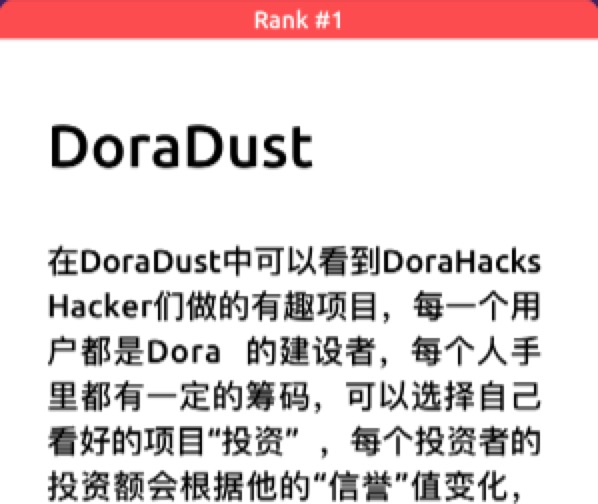 Rank #1
DoraDust
在DoraDust中可以看到DoraHacks
Hacker们做的有趣项目，每一个用
户都是Dora 的建设者，每个人手
里都有一定的筹码，可以选择自己
看好的项目“投资” ，每个投资者的
投资额会根据他的“信誉”值变化，